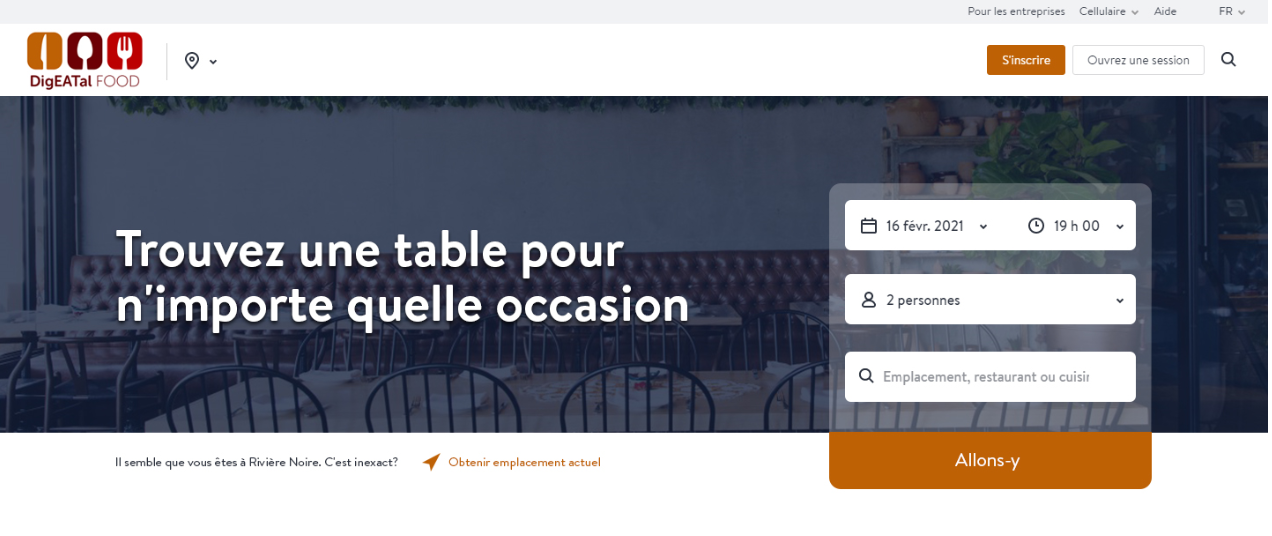 Pour les entreprises Cellulaire Aide FR
DigEATal FOOD
S'inscrire Ouvrez une session
16 févr. 2021 19 h 00
Trouvez une table pour
n'importe quelle occasion
2 personnes
Emplacement, restaurant ou cuisin
Il semble que vous êtes à Rivière Noire. C'est inexact? Obtenir emplacement actuel
Allons-y